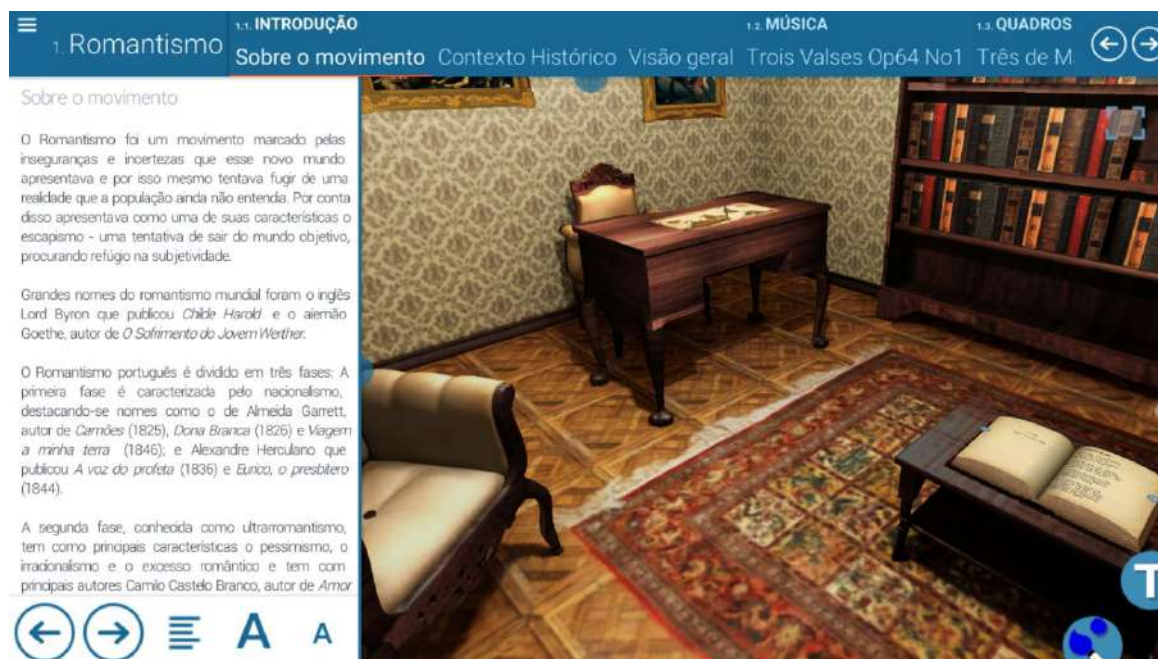 1. Romantismo
1.1. INTRODUÇÃO
Sobre o movimento Contexto Histórico Visão geral
1.2. MÚSICA
Trois Valses Op64 No1
1.3. QUADROS
Três de M
Sobre o movimento
O Romantismo foi um movimento marcado pelas
inseguranças e incertezas que esse novo mundo
apresentava e por isso mesmo tentava fugir de uma
realidade que a população ainda não entendia. Por conta
disso apresentava como uma de suas características o
escapismo - uma tentativa de sair do mundo objetivo,
procurando refúgio na subjetividade.
Grandes nomes do romantismo mundial foram o inglês
Lord Byron que publicou Childe Harold e o alemão
Goethe, autor de O Sofrimento do Jovem Werther.
O Romantismo português é dividido em três fases: A
primeira fase é caracterizada pelo nacionalismo,
destacando-se nomes como o de Almeida Garrett,
autor de Camões (1825), Dona Branca (1826) e Viagem
a minha terra (1846); e Alexandre Herculano que
publicou A voz do profeta (1836) e Eurico, o presbítero
(1844).
A segunda fase, conhecida como ultrarromantismo,
tem como principais características o pessimismo, o
irracionalismo e o excesso romântico e tem com
principais autores Camilo Castelo Branco, autor de Amor
A A
T